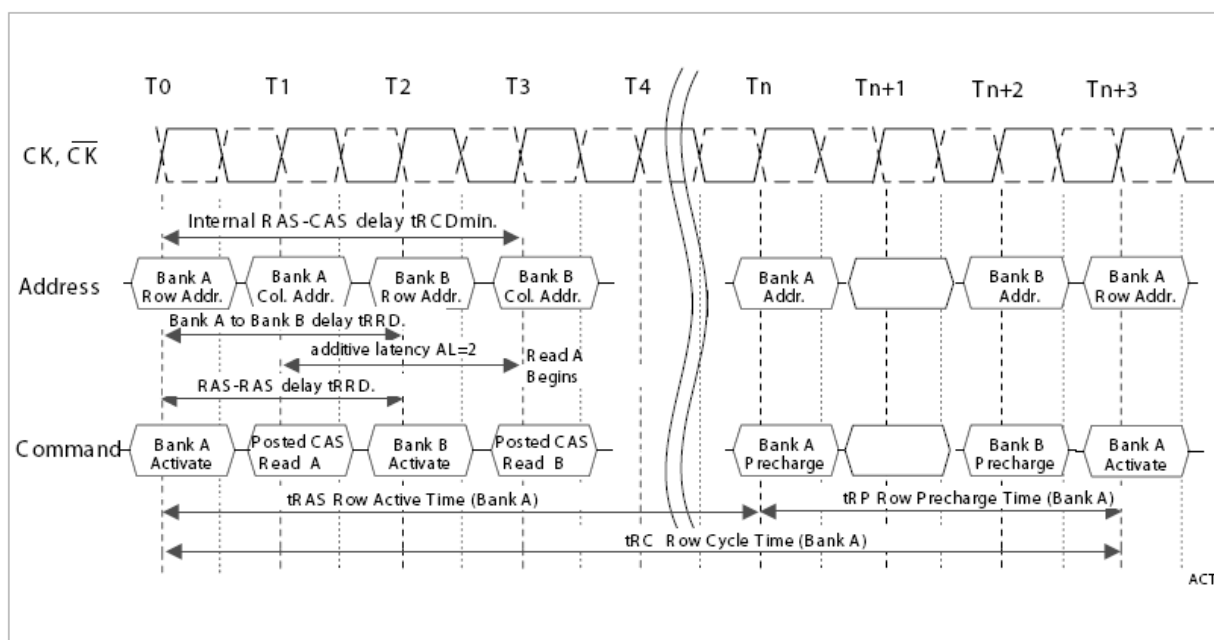 T0 T1 T2 T3 T4 Tn Tn+1 Tn+2 Tn+3
CK, C̅K̅
Internal RAS-CAS delay tRCDmin.
Address
Bank A Row Addr.
Bank A Col. Addr.
Bank B Row Addr.
Bank B Col. Addr.
Bank A Addr.
Bank B Addr.
Bank A Row Addr.
Bank A to Bank B delay tRRD.
additive latency AL=2
Read A Begins
RAS-RAS delay tRRD.
Command
Bank A Activate
Posted CAS Read A
Bank B Activate
Posted CAS Read B
Bank A Precharge
Bank B Precharge
Bank A Activate
tRAS Row Active Time (Bank A)
tRP Row Precharge Time (Bank A)
tRC Row Cycle Time (Bank A)
ACT